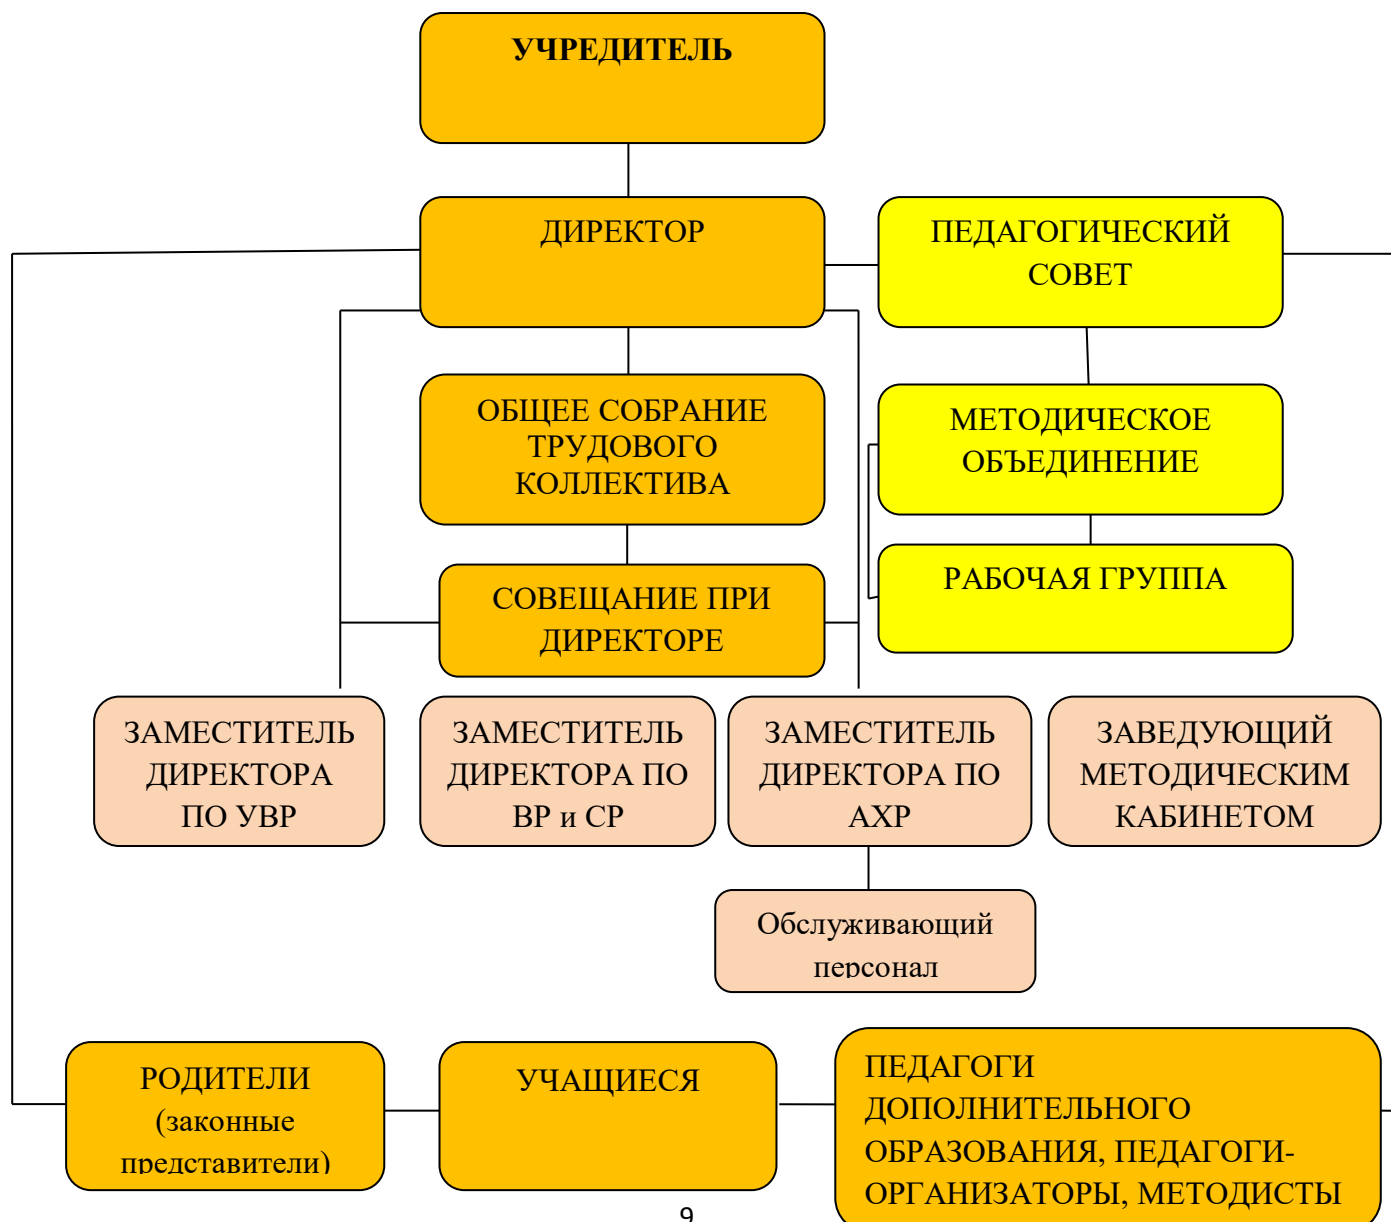 УЧРЕДИТЕЛЬ
ДИРЕКТОР
ПЕДАГОГИЧЕСКИЙ
СОВЕТ
ОБЩЕЕ СОБРАНИЕ
ТРУДОВОГО
КОЛЛЕКТИВА
МЕТОДИЧЕСКОЕ
ОБЪЕДИНЕНИЕ
СОВЕЩАНИЕ ПРИ
ДИРЕКТОРЕ
РАБОЧАЯ ГРУППА
ЗАМЕСТИТЕЛЬ
ДИРЕКТОРА
ПО УВР
ЗАМЕСТИТЕЛЬ
ДИРЕКТОРА ПО
ВР и СР
ЗАМЕСТИТЕЛЬ
ДИРЕКТОРА ПО
АХР
ЗАВЕДУЮЩИЙ
МЕТОДИЧЕСКИМ
КАБИНЕТОМ
Обслуживающий
персонал
РОДИТЕЛИ
(законные
представители)
УЧАЩИЕСЯ
ПЕДАГОГИ
ДОПОЛНИТЕЛЬНОГО
ОБРАЗОВАНИЯ, ПЕДАГОГИ-
ОРГАНИЗАТОРЫ, МЕТОДИСТЫ
9